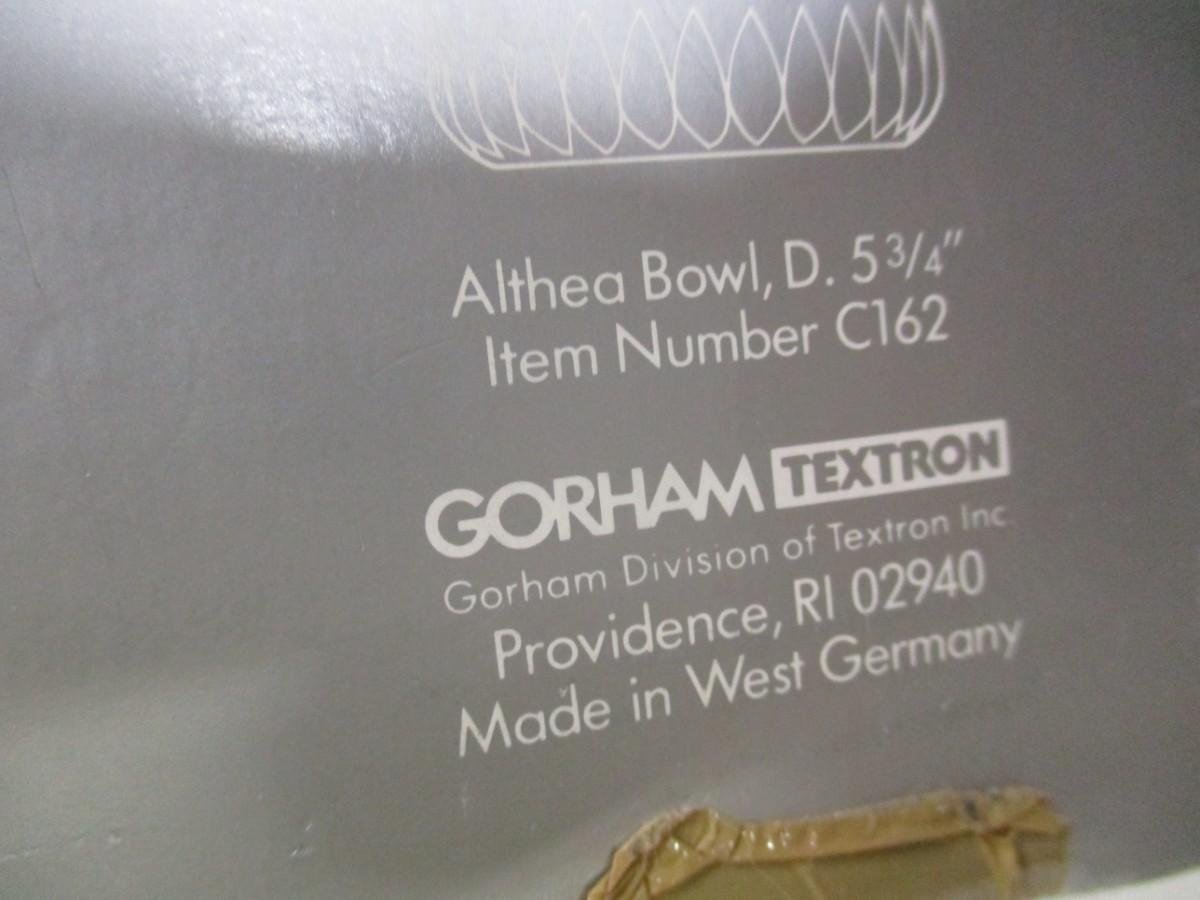 Althea Bowl, D. 5 3/4"
Item Number C162
GORHAM TEXTRON
Gorham Division of Textron Inc.
Providence, RI 02940
Made in West Germany